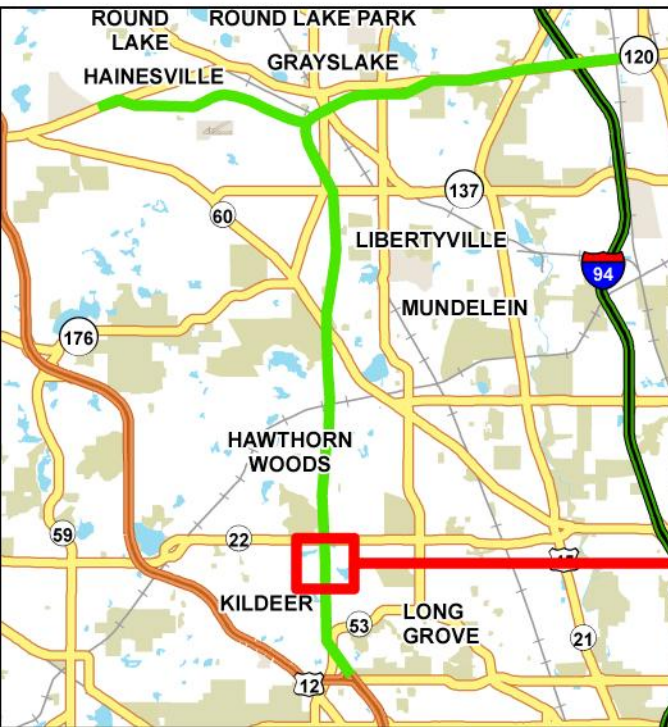 ROUND
LAKE
ROUND LAKE PARK
GRAYSLAKE
120
HAINESVILLE
137
60
LIBERTYVILLE
94
MUNDELEIN
176
HAWTHORN
WOODS
59
22
KILDEER
53
LONG
GROVE
21
12